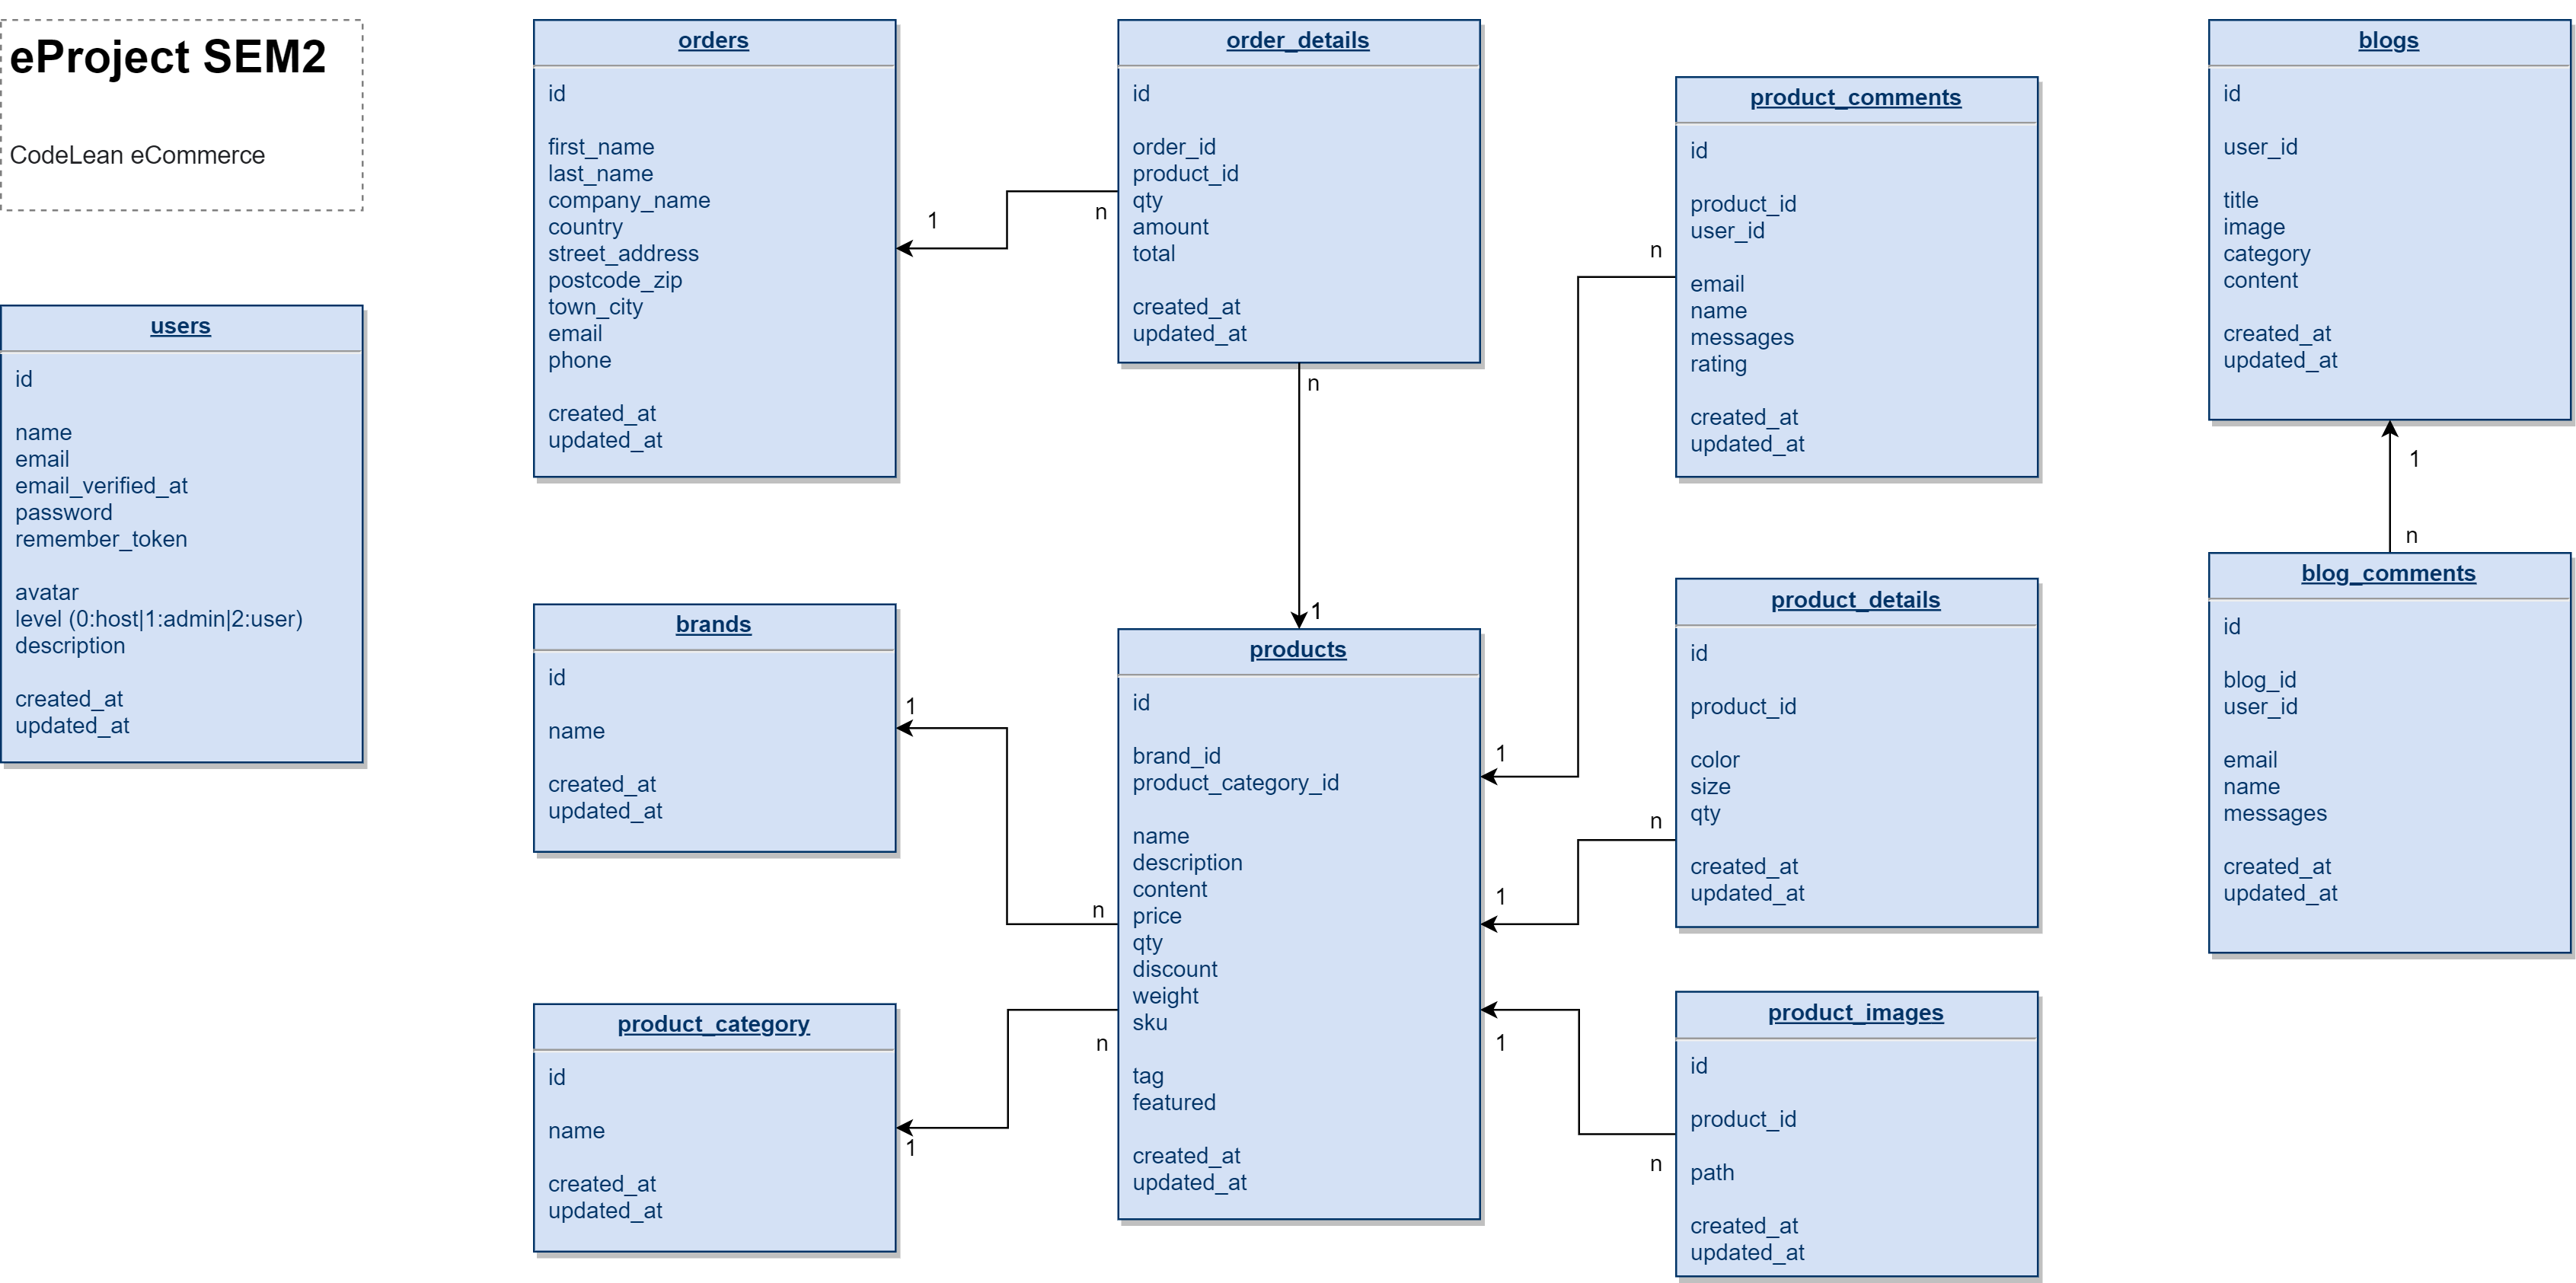 eProject SEM2
CodeLean eCommerce
users
id
name
email
email_verified_at
password
remember_token
avatar
level (0:host|1:admin|2:user)
description
created_at
updated_at
orders
id
first_name
last_name
company_name
country
street_address
postcode_zip
town_city
email
phone
created_at
updated_at
1
n
order_details
id
order_id
product_id
qty
amount
total
created_at
updated_at
n
1
brands
id
name
created_at
updated_at
1
n
product_category
id
name
created_at
updated_at
n
1
products
id
brand_id
product_category_id
name
description
content
price
qty
discount
weight
sku
tag
featured
created_at
updated_at
product_comments
id
product_id
user_id
email
name
messages
rating
created_at
updated_at
n
1
product_details
id
product_id
color
size
qty
created_at
updated_at
n
1
product_images
id
product_id
path
created_at
updated_at
1
n
blogs
id
user_id
title
image
category
content
created_at
updated_at
1
n
blog_comments
id
blog_id
user_id
email
name
messages
created_at
updated_at